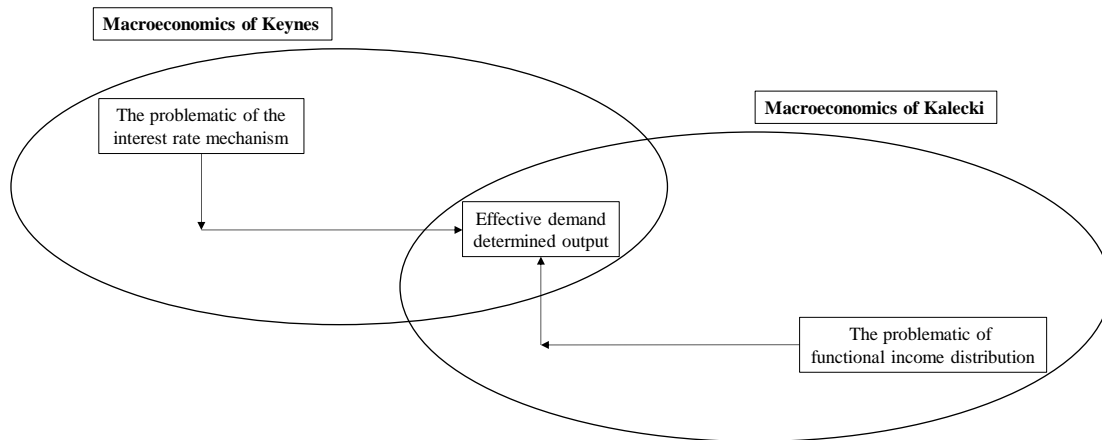 Macroeconomics of Keynes
The problematic of the
interest rate mechanism
Macroeconomics of Kalecki
Effective demand
determined output
The problematic of
functional income distribution